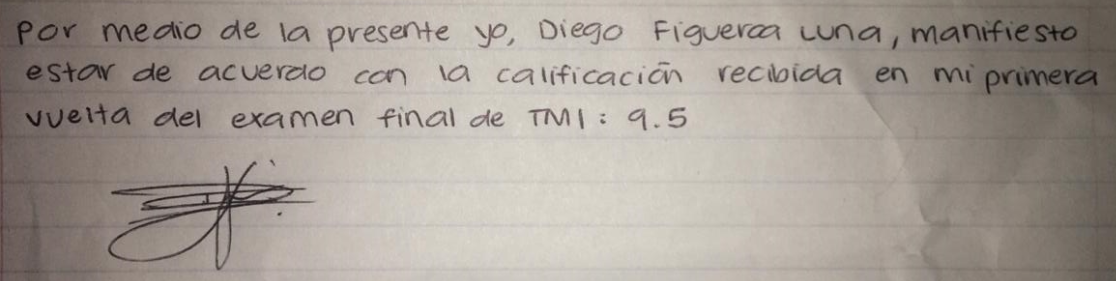 Por medio de la presente yo, Diego Figueroa Luna, manifiesto
estar de acuerdo con la calificación recibida en mi primera
vuelta del examen final de TMI: 9.5